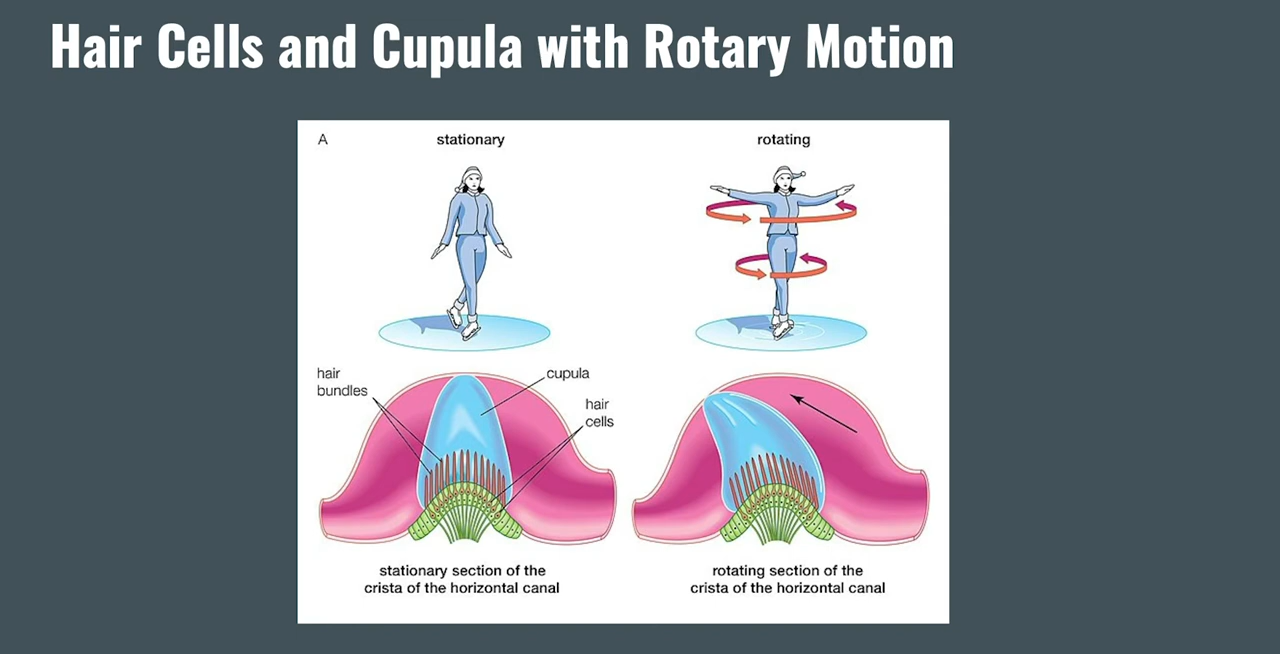 Hair Cells and Cupula with Rotary Motion
A
stationary
rotating
hair
bundles
cupula
hair
cells
stationary section of the
crista of the horizontal canal
rotating section of the
crista of the horizontal canal